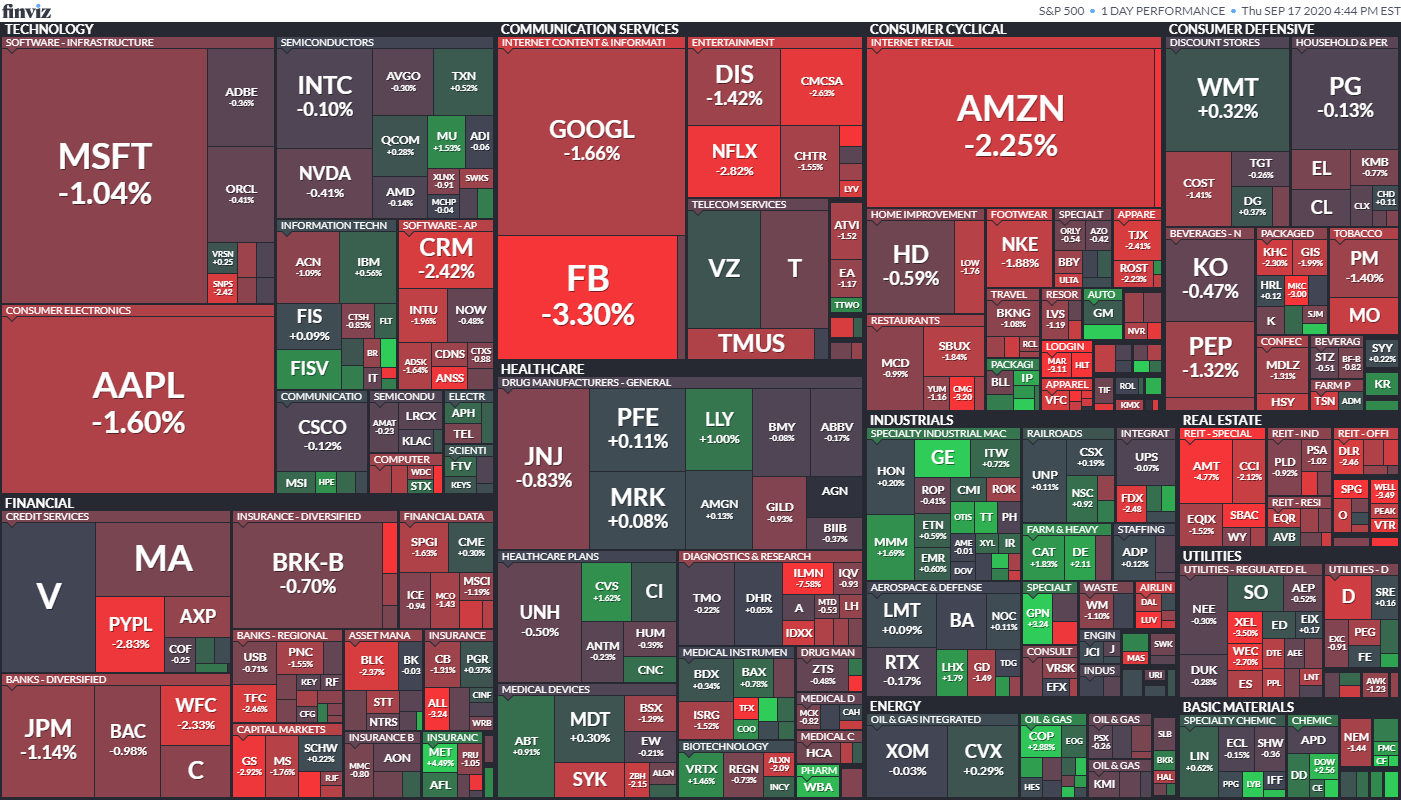 finviz
S&P 500 • 1 DAY PERFORMANCE • Thu SEP 17 2020 4:44 PM EST
TECHNOLOGY
SOFTWARE - INFRASTRUCTURE
MSFT
-1.04%
ADBE
-0.36%
ORCL
-0.41%
VRSN
+0.25
SNPS
-2.42
CONSUMER ELECTRONICS
AAPL
-1.60%
SEMICONDUCTORS
INTC
-0.10%
AVGO
-0.30%
TXN
+0.52%
NVDA
-0.41%
QCOM
+0.28%
MU
+1.53%
ADI
-0.06
AMD
-0.14%
XLNX
-0.91
SWKS
MCHP
-0.04
INFORMATION TECHN
ACN
-1.09%
IBM
+0.56%
FIS
+0.09%
CTSH
-0.85%
FLT
FISV
BR
IT
SOFTWARE - AP
CRM
-2.42%
INTU
-1.96%
NOW
-0.48%
ADSK
-1.64%
CDNS
CTXS
-0.88
ANSS
COMMUNICATIO
CSCO
-0.12%
MSI
HPE
SEMICONDU
AMAT
-0.23
LRCX
KLAC
COMPUTER
WDC
STX
ELECTR
APH
TEL
SCIENTI
FTV
KEYS
COMMUNICATION SERVICES
INTERNET CONTENT & INFORMATI
GOOGL
-1.66%
FB
-3.30%
ENTERTAINMENT
DIS
-1.42%
CMCSA
-2.63%
NFLX
-2.82%
CHTR
-1.55%
LYV
TELECOM SERVICES
VZ
T
TMUS
ATVI
-1.52
EA
-1.17
TTWO
CONSUMER CYCLICAL
INTERNET RETAIL
AMZN
-2.25%
HOME IMPROVEMENT
HD
-0.59%
LOW
-1.76
FOOTWEAR
NKE
-1.88%
SPECIALT
ORLY
-0.54
AZO
-0.42
BBY
ULTA
APPARE
TJX
-2.41%
ROST
-2.23%
RESTAURANTS
MCD
-0.99%
SBUX
-1.84%
YUM
-1.16
CMG
-3.20
TRAVEL
BKNG
-1.08%
RCL
RESOR
LVS
-1.19
AUTO
GM
NVR
PACKAGI
BLL
IP
LODGIN
MAR
-3.11
HLT
APPAREL
VFC
TIF
ROL
KMX
CONSUMER DEFENSIVE
DISCOUNT STORES
WMT
+0.32%
COST
-1.41%
TGT
-0.26%
DG
+0.37%
HOUSEHOLD & PER
PG
-0.13%
EL
KMB
-0.77%
CL
CLX
CHD
+0.11
BEVERAGES - N
KO
-0.47%
PEP
-1.32%
PACKAGED
KHC
-2.30%
GIS
-1.99%
HRL
+0.12
MKC
-3.00
K
SJM
TOBACCO
PM
-1.40%
MO
CONFEC
MDLZ
-1.31%
HSY
BEVERAG
STZ
-0.51
BF-B
-0.82
FARM P
TSN
ADM
SYY
+0.22%
KR
HEALTHCARE
DRUG MANUFACTURERS - GENERAL
JNJ
-0.83%
PFE
+0.11%
MRK
+0.08%
LLY
+1.00%
BMY
-0.08%
ABBV
-0.17%
AMGN
+0.13%
GILD
-0.93%
AGN
BIIB
-0.37%
HEALTHCARE PLANS
UNH
-0.50%
CVS
+1.62%
CI
ANTM
-0.23%
HUM
-0.39%
CNC
DIAGNOSTICS & RESEARCH
TMO
-0.22%
DHR
+0.05%
ILMN
-7.58%
IQV
-0.93
A
MTD
-0.53
LH
IDXX
MEDICAL DEVICES
ABT
+0.91%
MDT
+0.30%
SYK
BSX
-1.29%
EW
-0.21%
ZBH
-2.15
ALGN
MEDICAL INSTRUMEN
BDX
+0.34%
BAX
+0.78%
ISRG
-1.52%
TFX
COO
DRUG MAN
ZTS
-0.48%
MEDICAL D
MCK
-0.82
CAH
MEDICAL C
HCA
PHARM
WBA
BIOTECHNOLOGY
VRTX
+1.46%
REGN
-0.73%
ALXN
-2.09
INCY
FINANCIAL
CREDIT SERVICES
V
MA
PYPL
-2.83%
AXP
COF
-0.25
INSURANCE - DIVERSIFIED
BRK-B
-0.70%
FINANCIAL DATA
SPGI
-1.63%
CME
+0.30%
ICE
-0.94
MCO
-1.43
MSCI
-1.19%
BANKS - DIVERSIFIED
JPM
-1.14%
BAC
-0.98%
WFC
-2.33%
C
BANKS - REGIONAL
USB
-0.71%
PNC
-1.55%
TFC
-2.46%
KEY
RF
CFG
ASSET MANA
BLK
-2.37%
BK
-0.03
STT
NTRS
INSURANCE
CB
-1.31%
PGR
+0.37%
ALL
-3.24
CINF
WRB
CAPITAL MARKETS
GS
-2.92%
MS
-1.76%
SCHW
+0.22%
RJF
INSURANCE B
MMC
-0.80
AON
INSURANC
MET
+4.49%
PRU
-1.05
AFL
INDUSTRIALS
SPECIALTY INDUSTRIAL MAC
HON
+0.20%
GE
ITW
+0.72%
ROP
-0.41%
CMI
ROK
MMM
+1.69%
ETN
+0.59%
OTIS
TT
PH
EMR
+0.60%
AME
-0.01
XYL
IR
DOV
RAILROADS
UNP
+0.11%
CSX
+0.19%
NSC
+0.92
INTEGRAT
UPS
-0.07%
FDX
-2.48
FARM & HEAVY
CAT
+1.83%
DE
+2.11
STAFFING
ADP
+0.12%
AEROSPACE & DEFENSE
LMT
+0.09%
BA
NOC
+0.11%
RTX
-0.17%
LHX
+1.79
GD
-1.49
TDG
SPECIALT
GPN
+3.24
WASTE
WM
-1.10%
AIRLIN
DAL
LUV
CONSULT
VRSK
EFX
ENGIN
JCI
J
MAS
SWK
INDUS
URI
ENERGY
OIL & GAS INTEGRATED
XOM
-0.03%
CVX
+0.29%
OIL & GAS
COP
+2.88%
EOG
HES
OIL & GAS
PSX
-0.26
OIL & GAS
KMI
SLB
BKR
HAL
REAL ESTATE
REIT - SPECIAL
AMT
-4.77%
CCI
-2.12%
EQIX
-1.52%
SBAC
WY
REIT - IND
PLD
-0.92%
PSA
-1.02
REIT - RESI
EQR
AVB
REIT - OFFI
DLR
-2.46
SPG
WELL
-3.49
O
PEAK
VTR
UTILITIES
UTILITIES - REGULATED EL
NEE
-0.30%
SO
AEP
-0.52%
XEL
-3.50%
ED
EIX
+0.17
WEC
-2.70%
DTE
AEE
DUK
-0.28%
ES
PPL
LNT
UTILITIES - D
D
SRE
+0.16
EXC
-0.91
PEG
FE
AWK
-1.23
BASIC MATERIALS
SPECIALTY CHEMIC
LIN
+0.62%
ECL
-0.15%
SHW
-0.36
PPG
LYB
IFF
CHEMIC
APD
DD
DOW
+2.56
CE
NEM
-1.44
FMC
CF